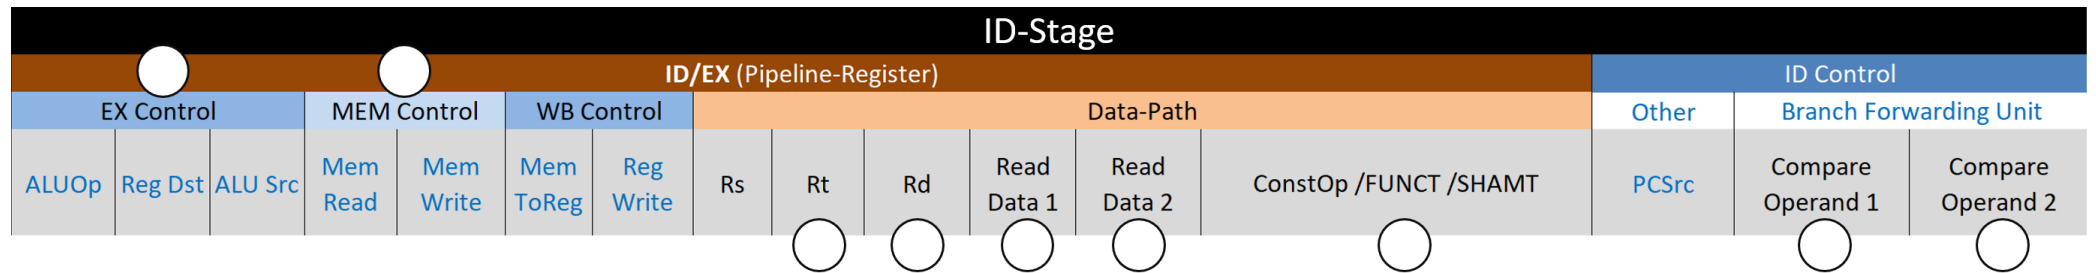 ID-Stage
ID/EX (Pipeline-Register)
ID Control
EX Control
MEM Control
WB Control
Data-Path
Other
Branch Forwarding Unit
ALUOp
Reg Dst
ALU Src
Mem
Read
Mem
Write
Mem
ToReg
Reg
Write
Rs
Rt
Rd
Read
Data 1
Read
Data 2
ConstOp /FUNCT /SHAMT
PCSrc
Compare
Operand 1
Compare
Operand 2